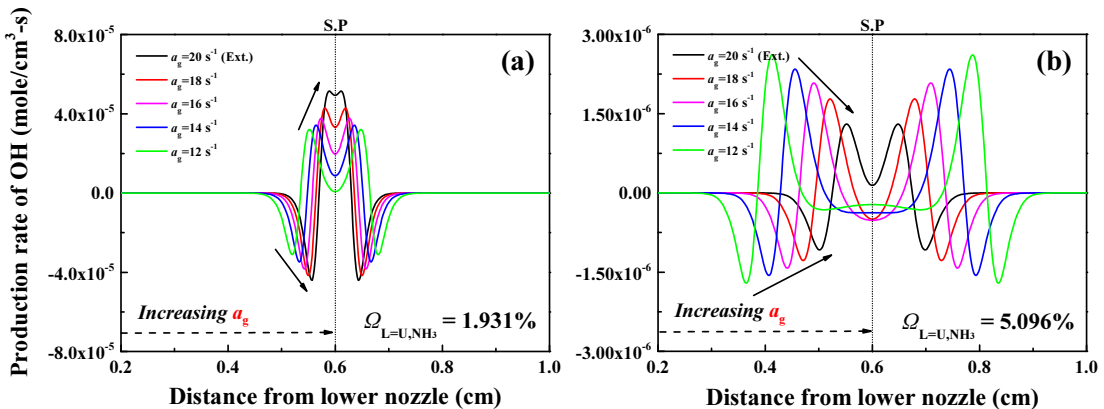 Production rate of OH (mole/cm³-s)
S.P
8.0x10⁻⁵
4.0x10⁻⁵
0.0
-4.0x10⁻⁵
-8.0x10⁻⁵
a_g=20 s⁻¹ (Ext.)
a_g=18 s⁻¹
a_g=16 s⁻¹
a_g=14 s⁻¹
a_g=12 s⁻¹
(a)
Increasing a_g
Ω_L=U,NH₃ = 1.931%
0.2 0.4 0.6 0.8 1.0
Distance from lower nozzle (cm)
S.P
3.00x10⁻⁶
1.50x10⁻⁶
0.00
-1.50x10⁻⁶
-3.00x10⁻⁶
a_g=20 s⁻¹ (Ext.)
a_g=18 s⁻¹
a_g=16 s⁻¹
a_g=14 s⁻¹
a_g=12 s⁻¹
(b)
Increasing a_g
Ω_L=U,NH₃ = 5.096%
0.2 0.4 0.6 0.8 1.0
Distance from lower nozzle (cm)